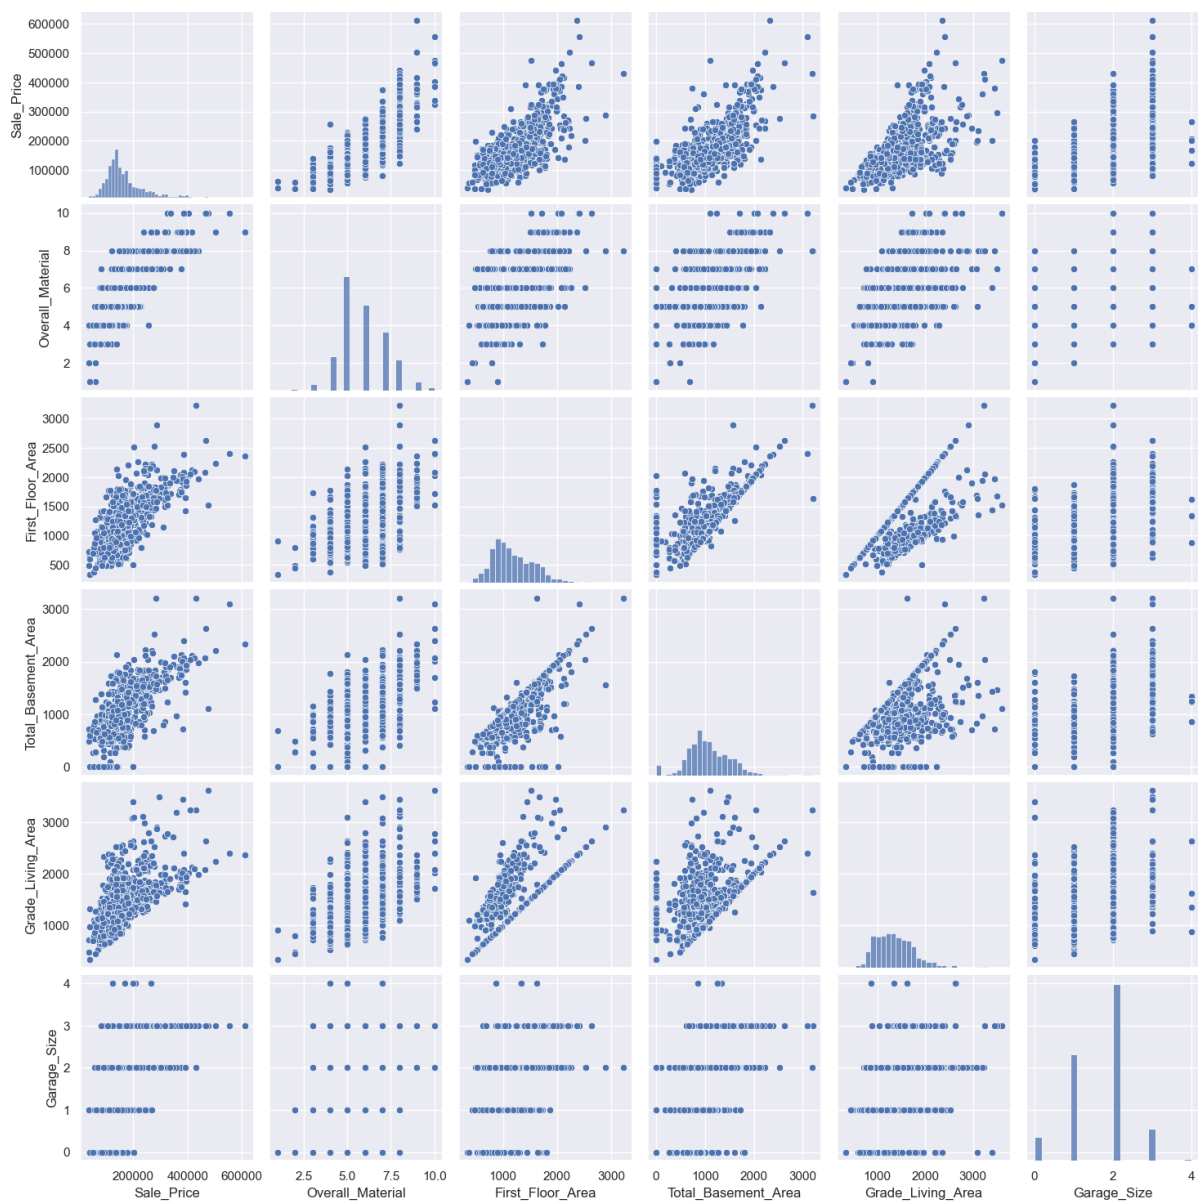 600000
500000
400000
300000
200000
100000
Sale_Price
10
8
6
4
2
Overall_Material
3000
2500
2000
1500
1000
500
First_Floor_Area
3000
2000
1000
0
Total_Basement_Area
3000
2000
1000
Grade_Living_Area
4
3
2
1
0
Garage_Size
200000 400000 600000
Sale_Price
2.5 5.0 7.5 10.0
Overall_Material
1000 2000 3000
First_Floor_Area
0 1000 2000 3000
Total_Basement_Area
1000 2000 3000
Grade_Living_Area
0 2 4
Garage_Size